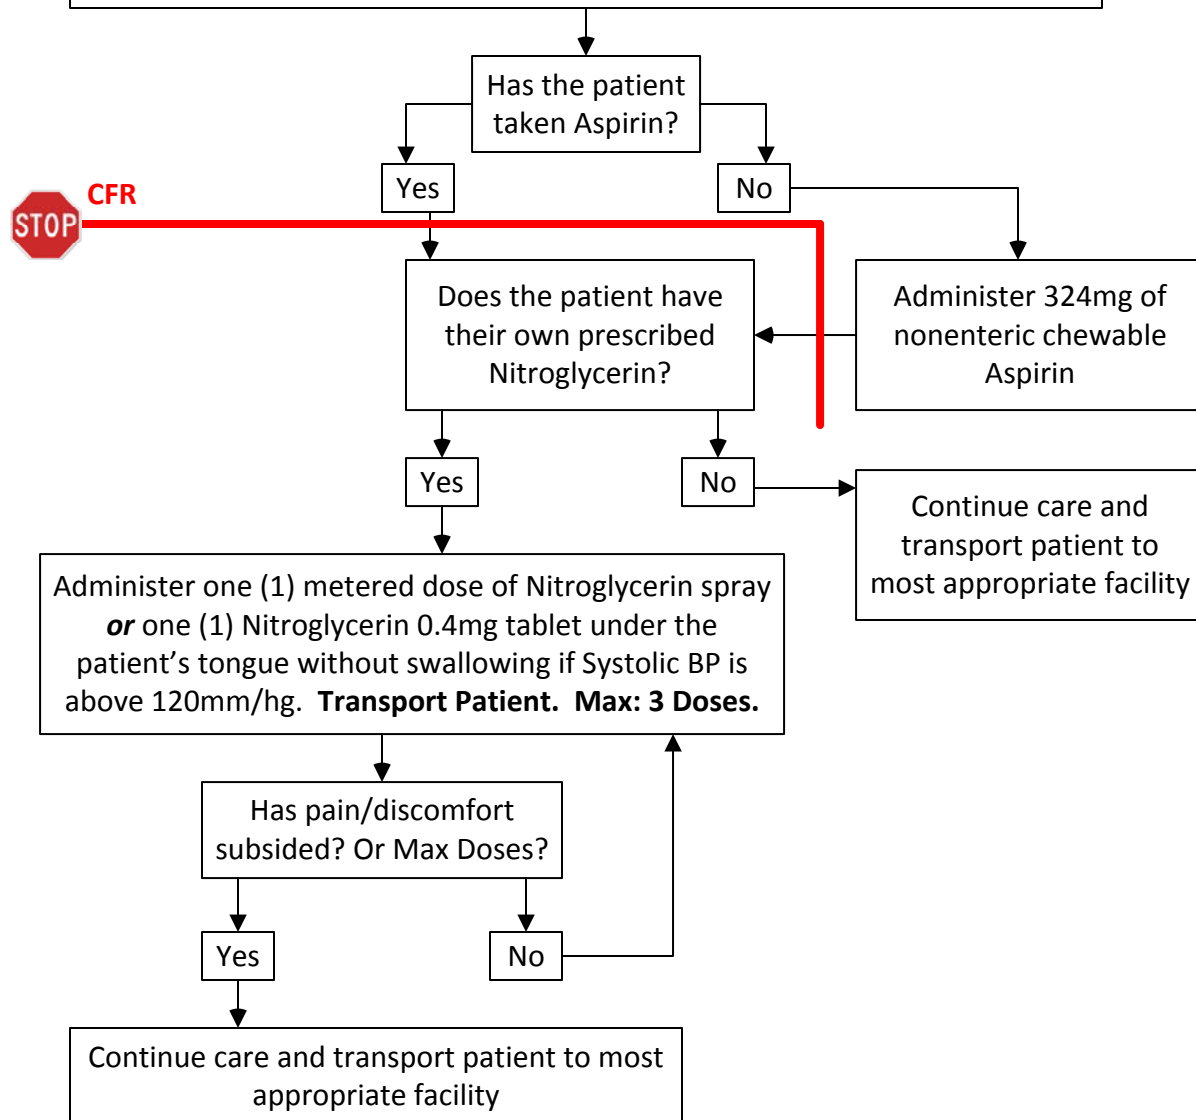 Has the patient
taken Aspirin?
Yes
No
CFR
STOP
Does the patient have
their own prescribed
Nitroglycerin?
Administer 324mg of
nonenteric chewable
Aspirin
Yes
No
Continue care and
transport patient to
most appropriate facility
Administer one (1) metered dose of Nitroglycerin spray
or one (1) Nitroglycerin 0.4mg tablet under the
patient’s tongue without swallowing if Systolic BP is
above 120mm/hg.  Transport Patient.  Max: 3 Doses.
Has pain/discomfort
subsided? Or Max Doses?
Yes
No
Continue care and transport patient to most
appropriate facility